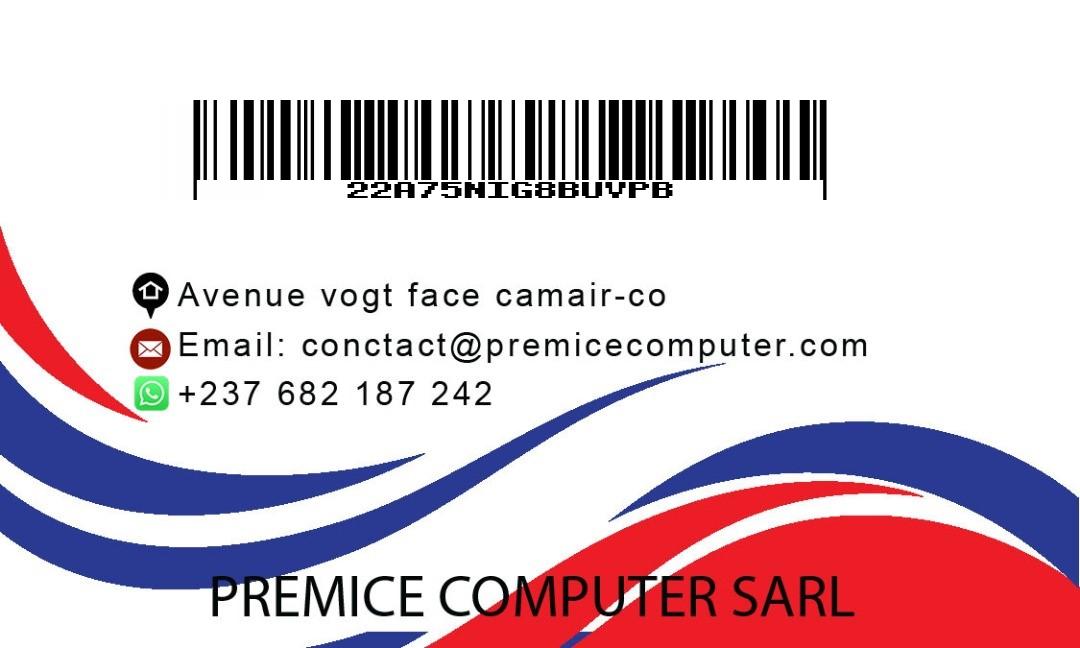 22A75NIG8BUVPB
Avenue vogt face camair-co
Email: conctact@premicecomputer.com
+237 682 187 242
PREMICE COMPUTER SARL